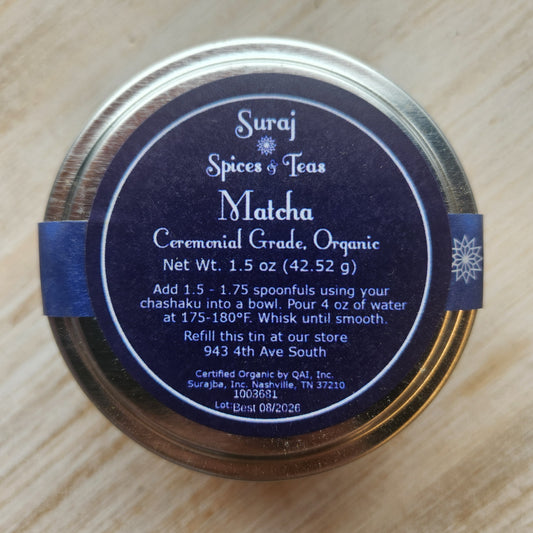 Suraj
Spices & Teas
Matcha
Ceremonial Grade, Organic
Net Wt. 1.5 oz (42.52 g)
Add 1.5 - 1.75 spoonfuls using your
chashaku into a bowl. Pour 4 oz of water
at 175-180°F. Whisk until smooth.
Refill this tin at our store
943 4th Ave South
Certified Organic by QAI, Inc.
Surajba, Inc. Nashville, TN 37210
1003681
Lot: Best 08/2026